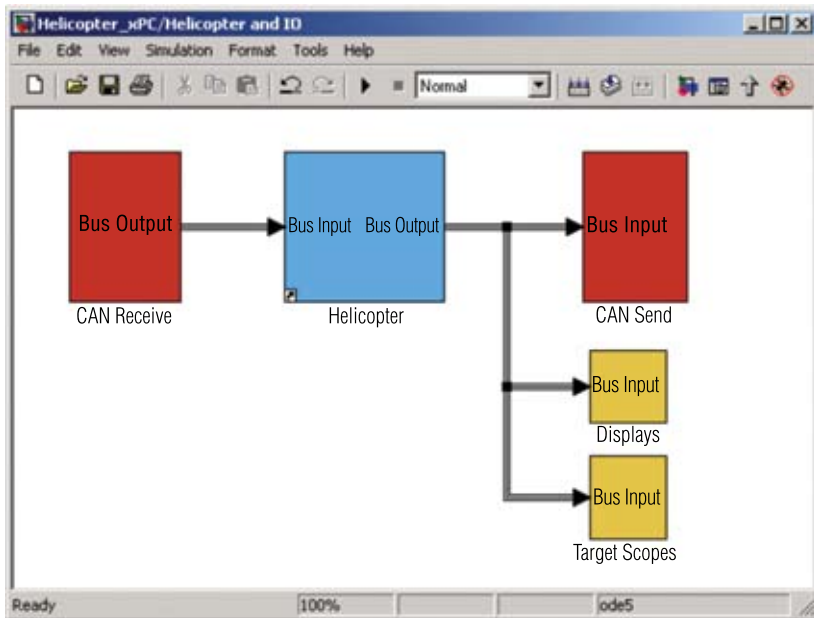 Helicopter_xPC/Helicopter and IO
File Edit View Simulation Format Tools Help
Normal
Bus Output
Bus Input Bus Output
Bus Input
CAN Receive
Helicopter
CAN Send
Bus Input
Displays
Bus Input
Target Scopes
Ready 100% ode5